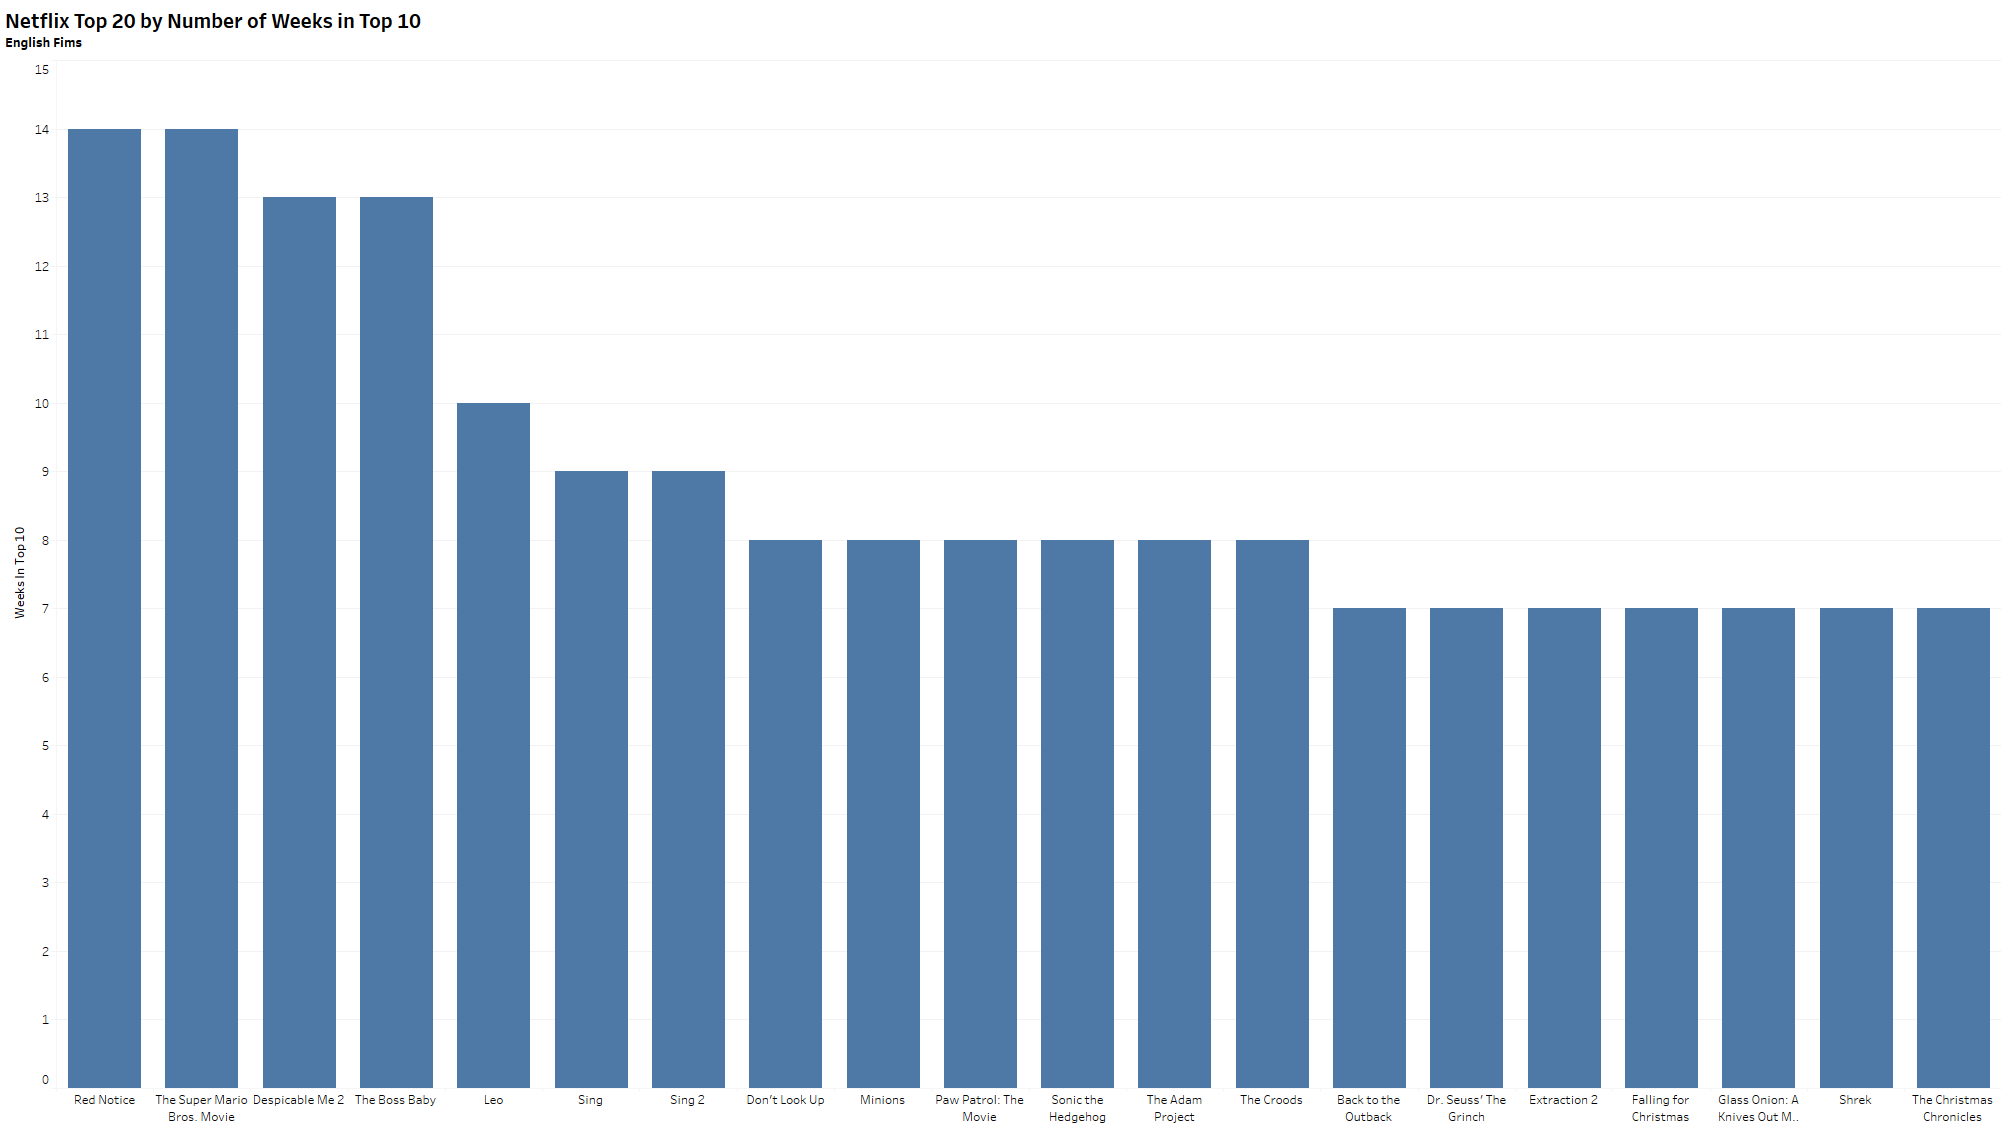 Netflix Top 20 by Number of Weeks in Top 10
English Fims
15
14
13
12
11
10
9
8
7
6
5
4
3
2
1
0
Weeks In Top 10
Red Notice
The Super Mario
Bros. Movie
Despicable Me 2
The Boss Baby
Leo
Sing
Sing 2
Don’t Look Up
Minions
Paw Patrol: The
Movie
Sonic the
Hedgehog
The Adam
Project
The Croods
Back to the
Outback
Dr. Seuss’ The
Grinch
Extraction 2
Falling for
Christmas
Glass Onion: A
Knives Out M..
Shrek
The Christmas
Chronicles